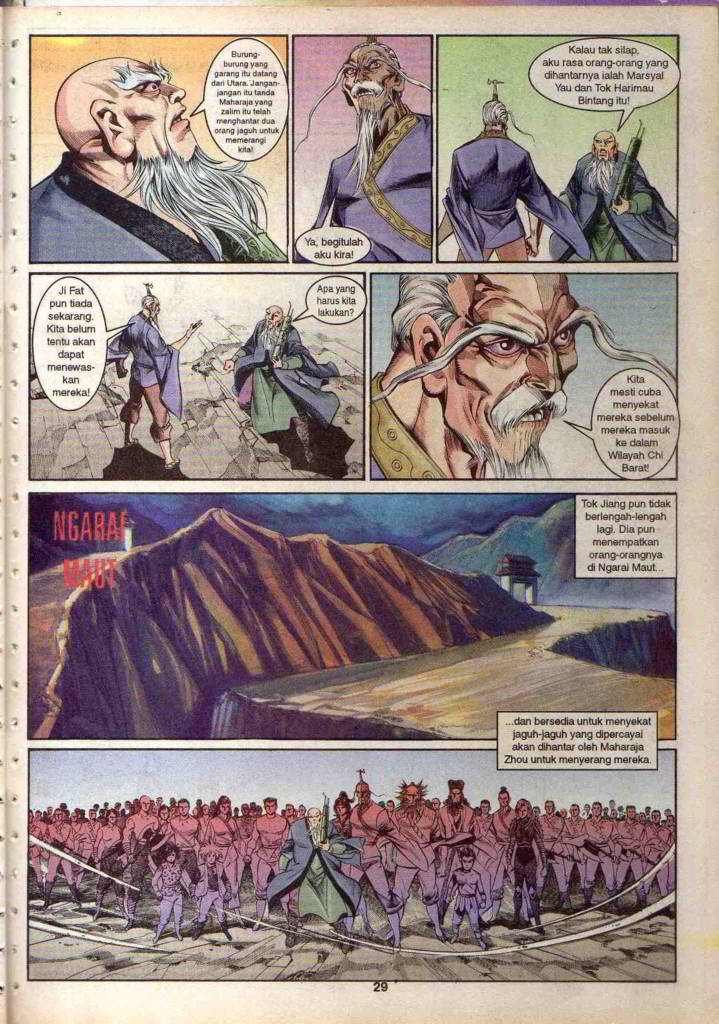 Burung-
burung yang
garang itu datang
dari Utara. Jangan-
jangan itu tanda
Maharaja yang
zalim itu telah
menghantar dua
orang jaguh untuk
memerangi
kita!
Ya, begitulah
aku kira!
Kalau tak silap,
aku rasa orang-orang yang
dihantarnya ialah Marsyal
Yau dan Tok Harimau
Bintang itu!
Ji Fat
pun tiada
sekarang.
Kita belum
tentu akan
dapat
menewas-
kan
mereka!
Apa yang
harus kita
lakukan?
Kita
mesti cuba
menyekat
mereka sebelum
mereka masuk
ke dalam
Wilayah Chi
Barat!
NGARAI
MAUT
Tok Jiang pun tidak
berlengah-lengah
lagi. Dia pun
menempatkan
orang-orangnya
di Ngarai Maut...
...dan bersedia untuk menyekat
jaguh-jaguh yang dipercayai
akan dihantar oleh Maharaja
Zhou untuk menyerang mereka.
29